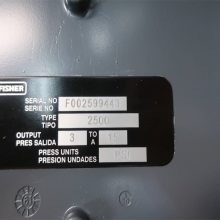 FISHER
SERIAL NO
SERIE NO F002599443
TYPE
TIPO 2500
OUTPUT 3 TO 15
PRES SALIDA A
PRESS UNITS
PRESION UNIDADES PSI